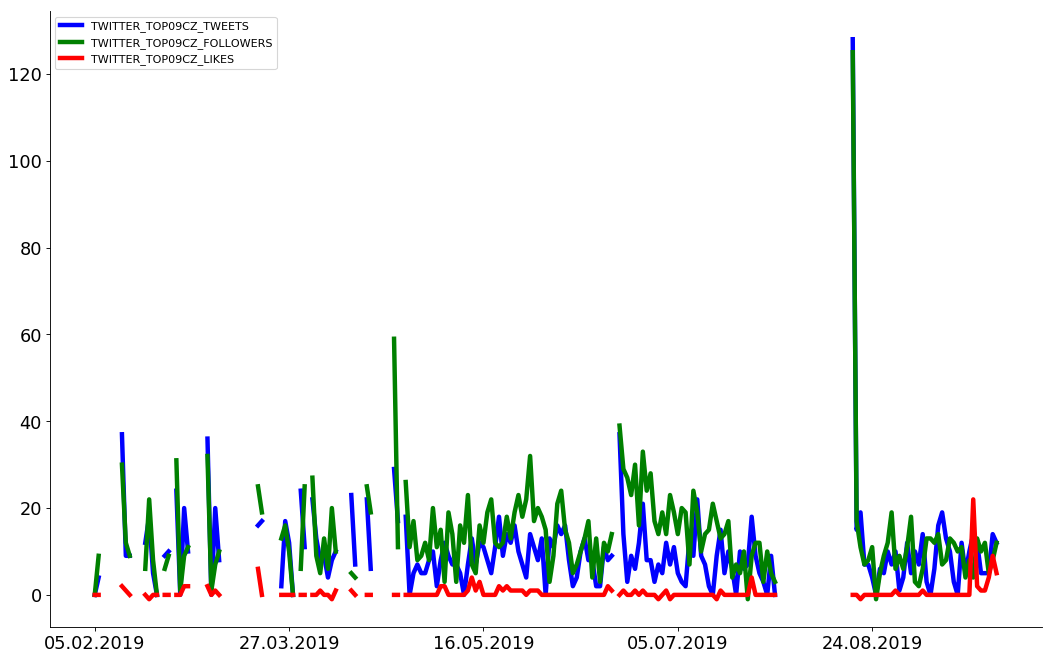 TWITTER_TOP09CZ_TWEETS
TWITTER_TOP09CZ_FOLLOWERS
TWITTER_TOP09CZ_LIKES
120
100
80
60
40
20
0
05.02.2019 27.03.2019 16.05.2019 05.07.2019 24.08.2019